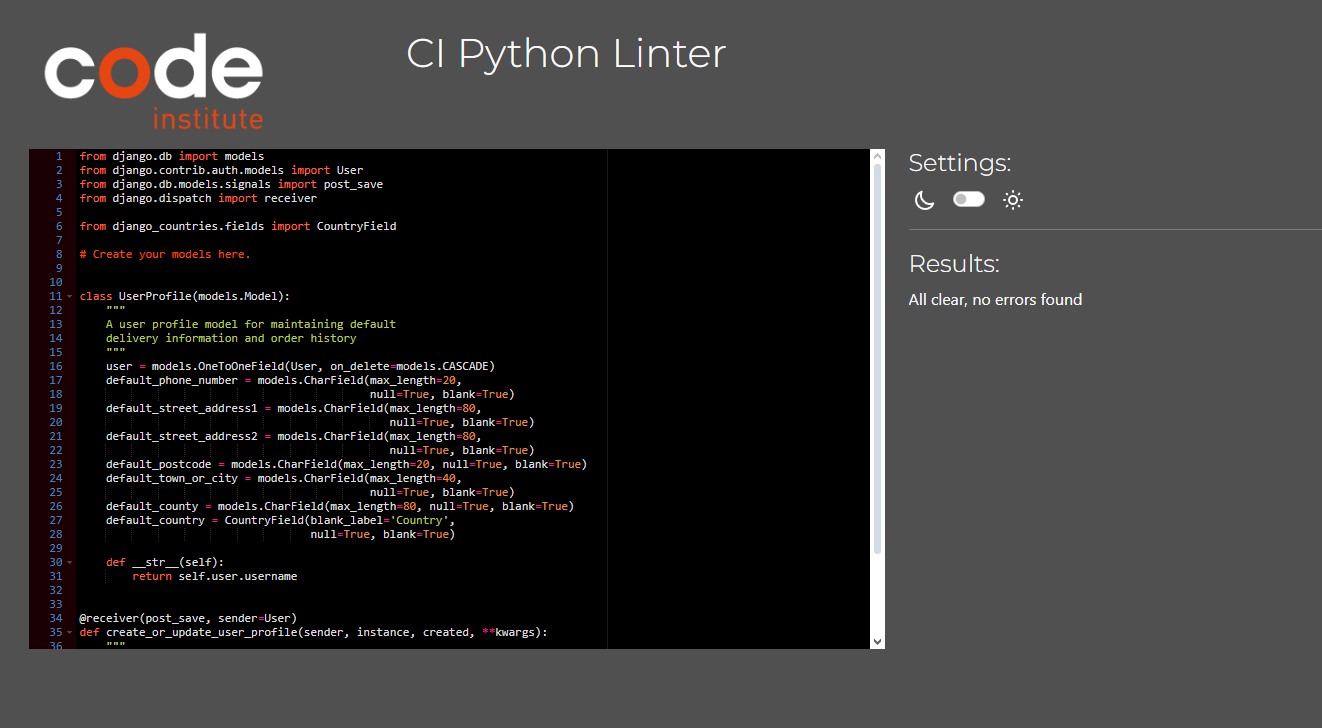 code
institute
CI Python Linter
1 from django.db import models
2 from django.contrib.auth.models import User
3 from django.db.models.signals import post_save
4 from django.dispatch import receiver
5
6 from django_countries.fields import CountryField
7
8 # Create your models here.
9
10
11 class UserProfile(models.Model):
12     """
13     A user profile model for maintaining default
14     delivery information and order history
15     """
16     user = models.OneToOneField(User, on_delete=models.CASCADE)
17     default_phone_number = models.CharField(max_length=20,
18                                             null=True, blank=True)
19     default_street_address1 = models.CharField(max_length=80,
20                                                null=True, blank=True)
21     default_street_address2 = models.CharField(max_length=80,
22                                                null=True, blank=True)
23     default_postcode = models.CharField(max_length=20, null=True, blank=True)
24     default_town_or_city = models.CharField(max_length=40,
25                                             null=True, blank=True)
26     default_county = models.CharField(max_length=80, null=True, blank=True)
27     default_country = CountryField(blank_label='Country',
28                                    null=True, blank=True)
29
30     def __str__(self):
31         return self.user.username
32
33
34 @receiver(post_save, sender=User)
35 def create_or_update_user_profile(sender, instance, created, **kwargs):
36     """
Settings:
Results:
All clear, no errors found